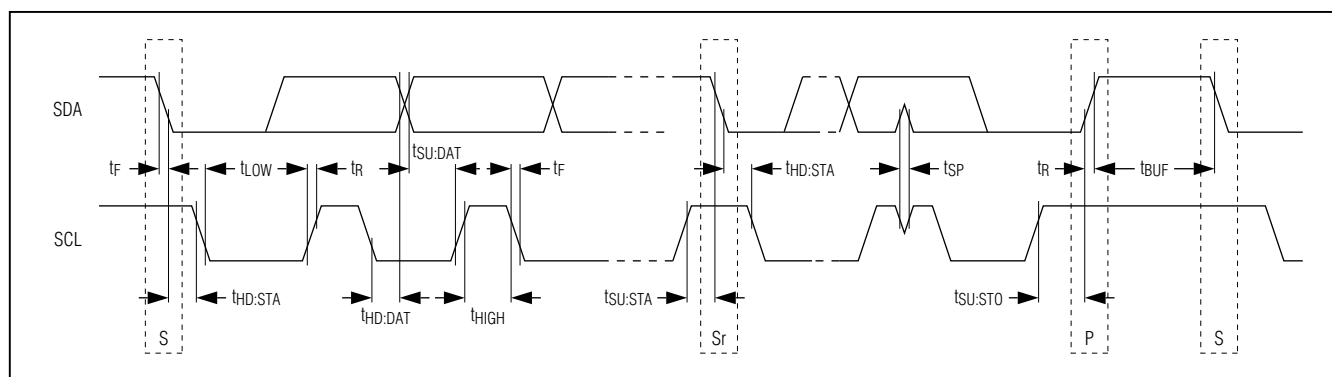 SDA
tF
tLOW
tR
tSU:DAT
tF
tHD:STA
tSP
tR
tBUF
SCL
tHD:STA
tHD:DAT
tHIGH
tSU:STA
tSU:STO
S
Sr
P
S